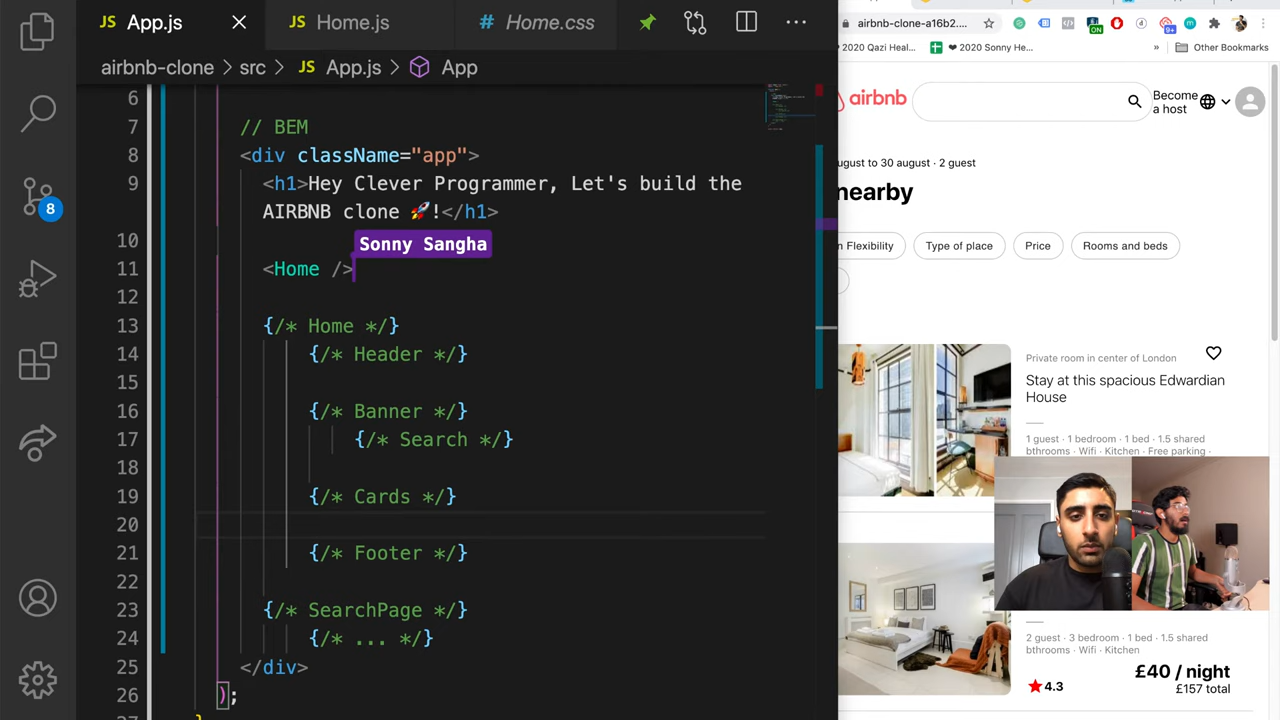 JS App.js
JS Home.js
# Home.css
airbnb-clone > src > JS App.js > App
8
6
7 // BEM
8 <div className="app">
9 <h1>Hey Clever Programmer, Let's build the
AIRBNB clone 🚀!</h1>
10
Sonny Sangha
11 <Home />
12
13 {/* Home */}
14 {/* Header */}
15
16 {/* Banner */}
17 {/* Search */}
18
19 {/* Cards */}
20
21 {/* Footer */}
22
23 {/* SearchPage */}
24 {/* ... */}
25 </div>
26 );
27 }
airbnb-clone-a16b2....
ON
9+
2020 Qazi Heal...
❤ 2020 Sonny He...
»
Other Bookmarks
airbnb
Become
a host
ugust to 30 august · 2 guest
nearby
n Flexibility
Type of place
Price
Rooms and beds
Private room in center of London
Stay at this spacious Edwardian
House
1 guest · 1 bedroom · 1 bed · 1.5 shared
bthrooms · Wifi · Kitchen · Free parking ·
2 guest · 3 bedroom · 1 bed · 1.5 shared
bthrooms · Wifi · Kitchen
4.3
£40 / night
£157 total